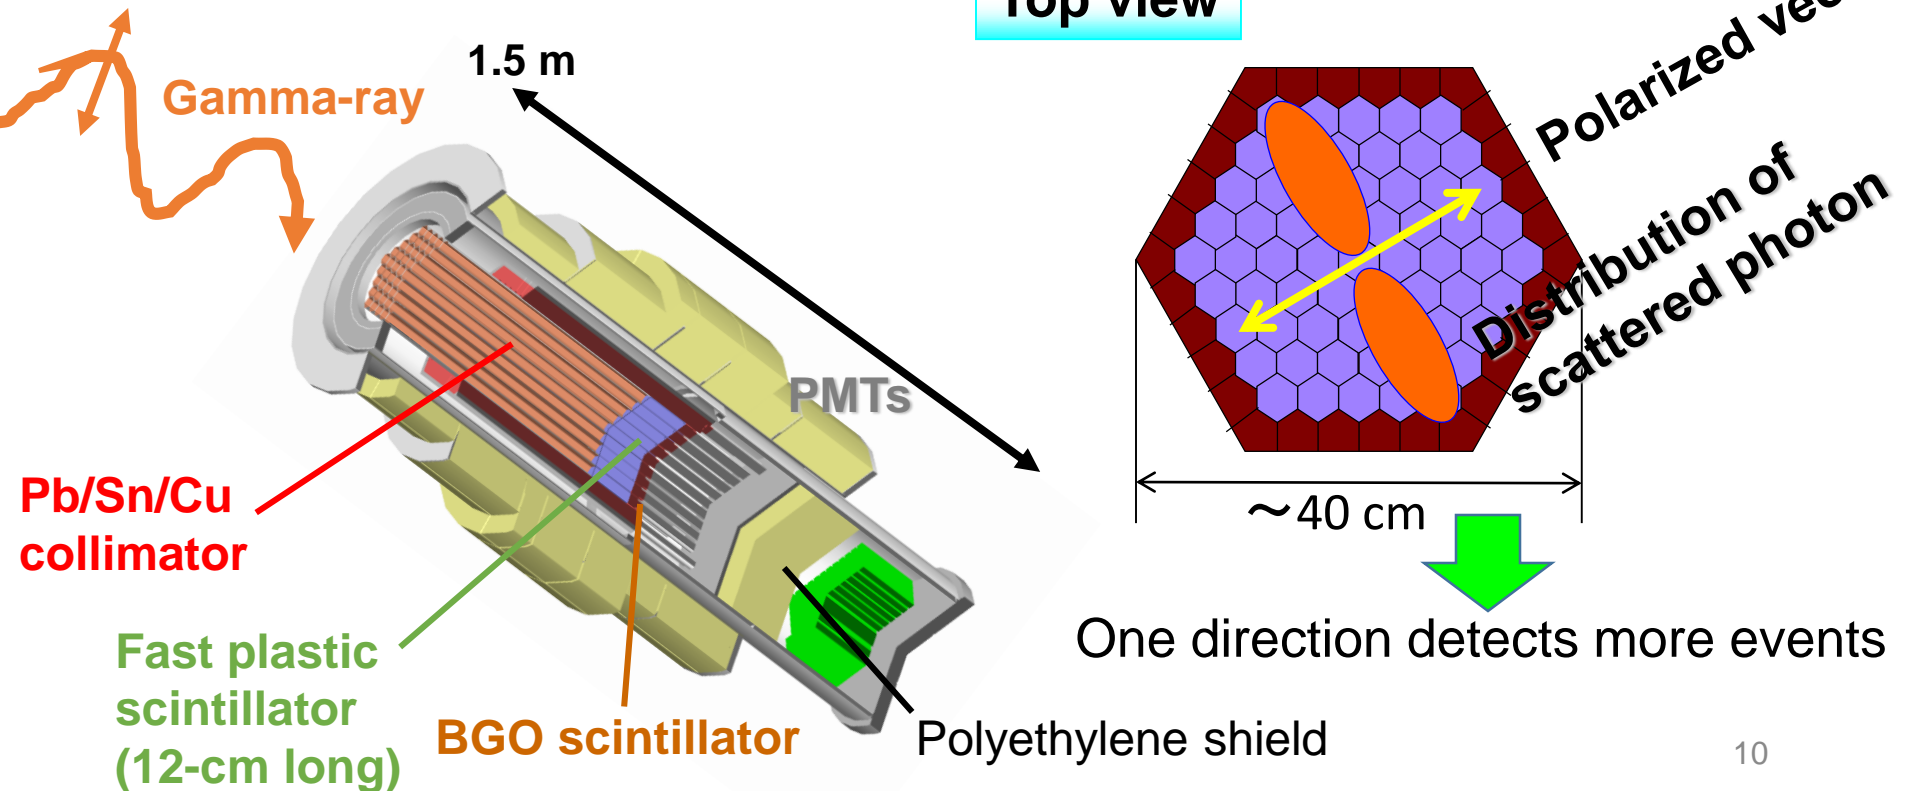 Top view
1.5 m
Gamma-ray
Polarized
Distribution of
scattered photon
PMTs
Pb/Sn/Cu
collimator
~40 cm
One direction detects more events
Fast plastic
scintillator
(12-cm long)
BGO scintillator
Polyethylene shield
10